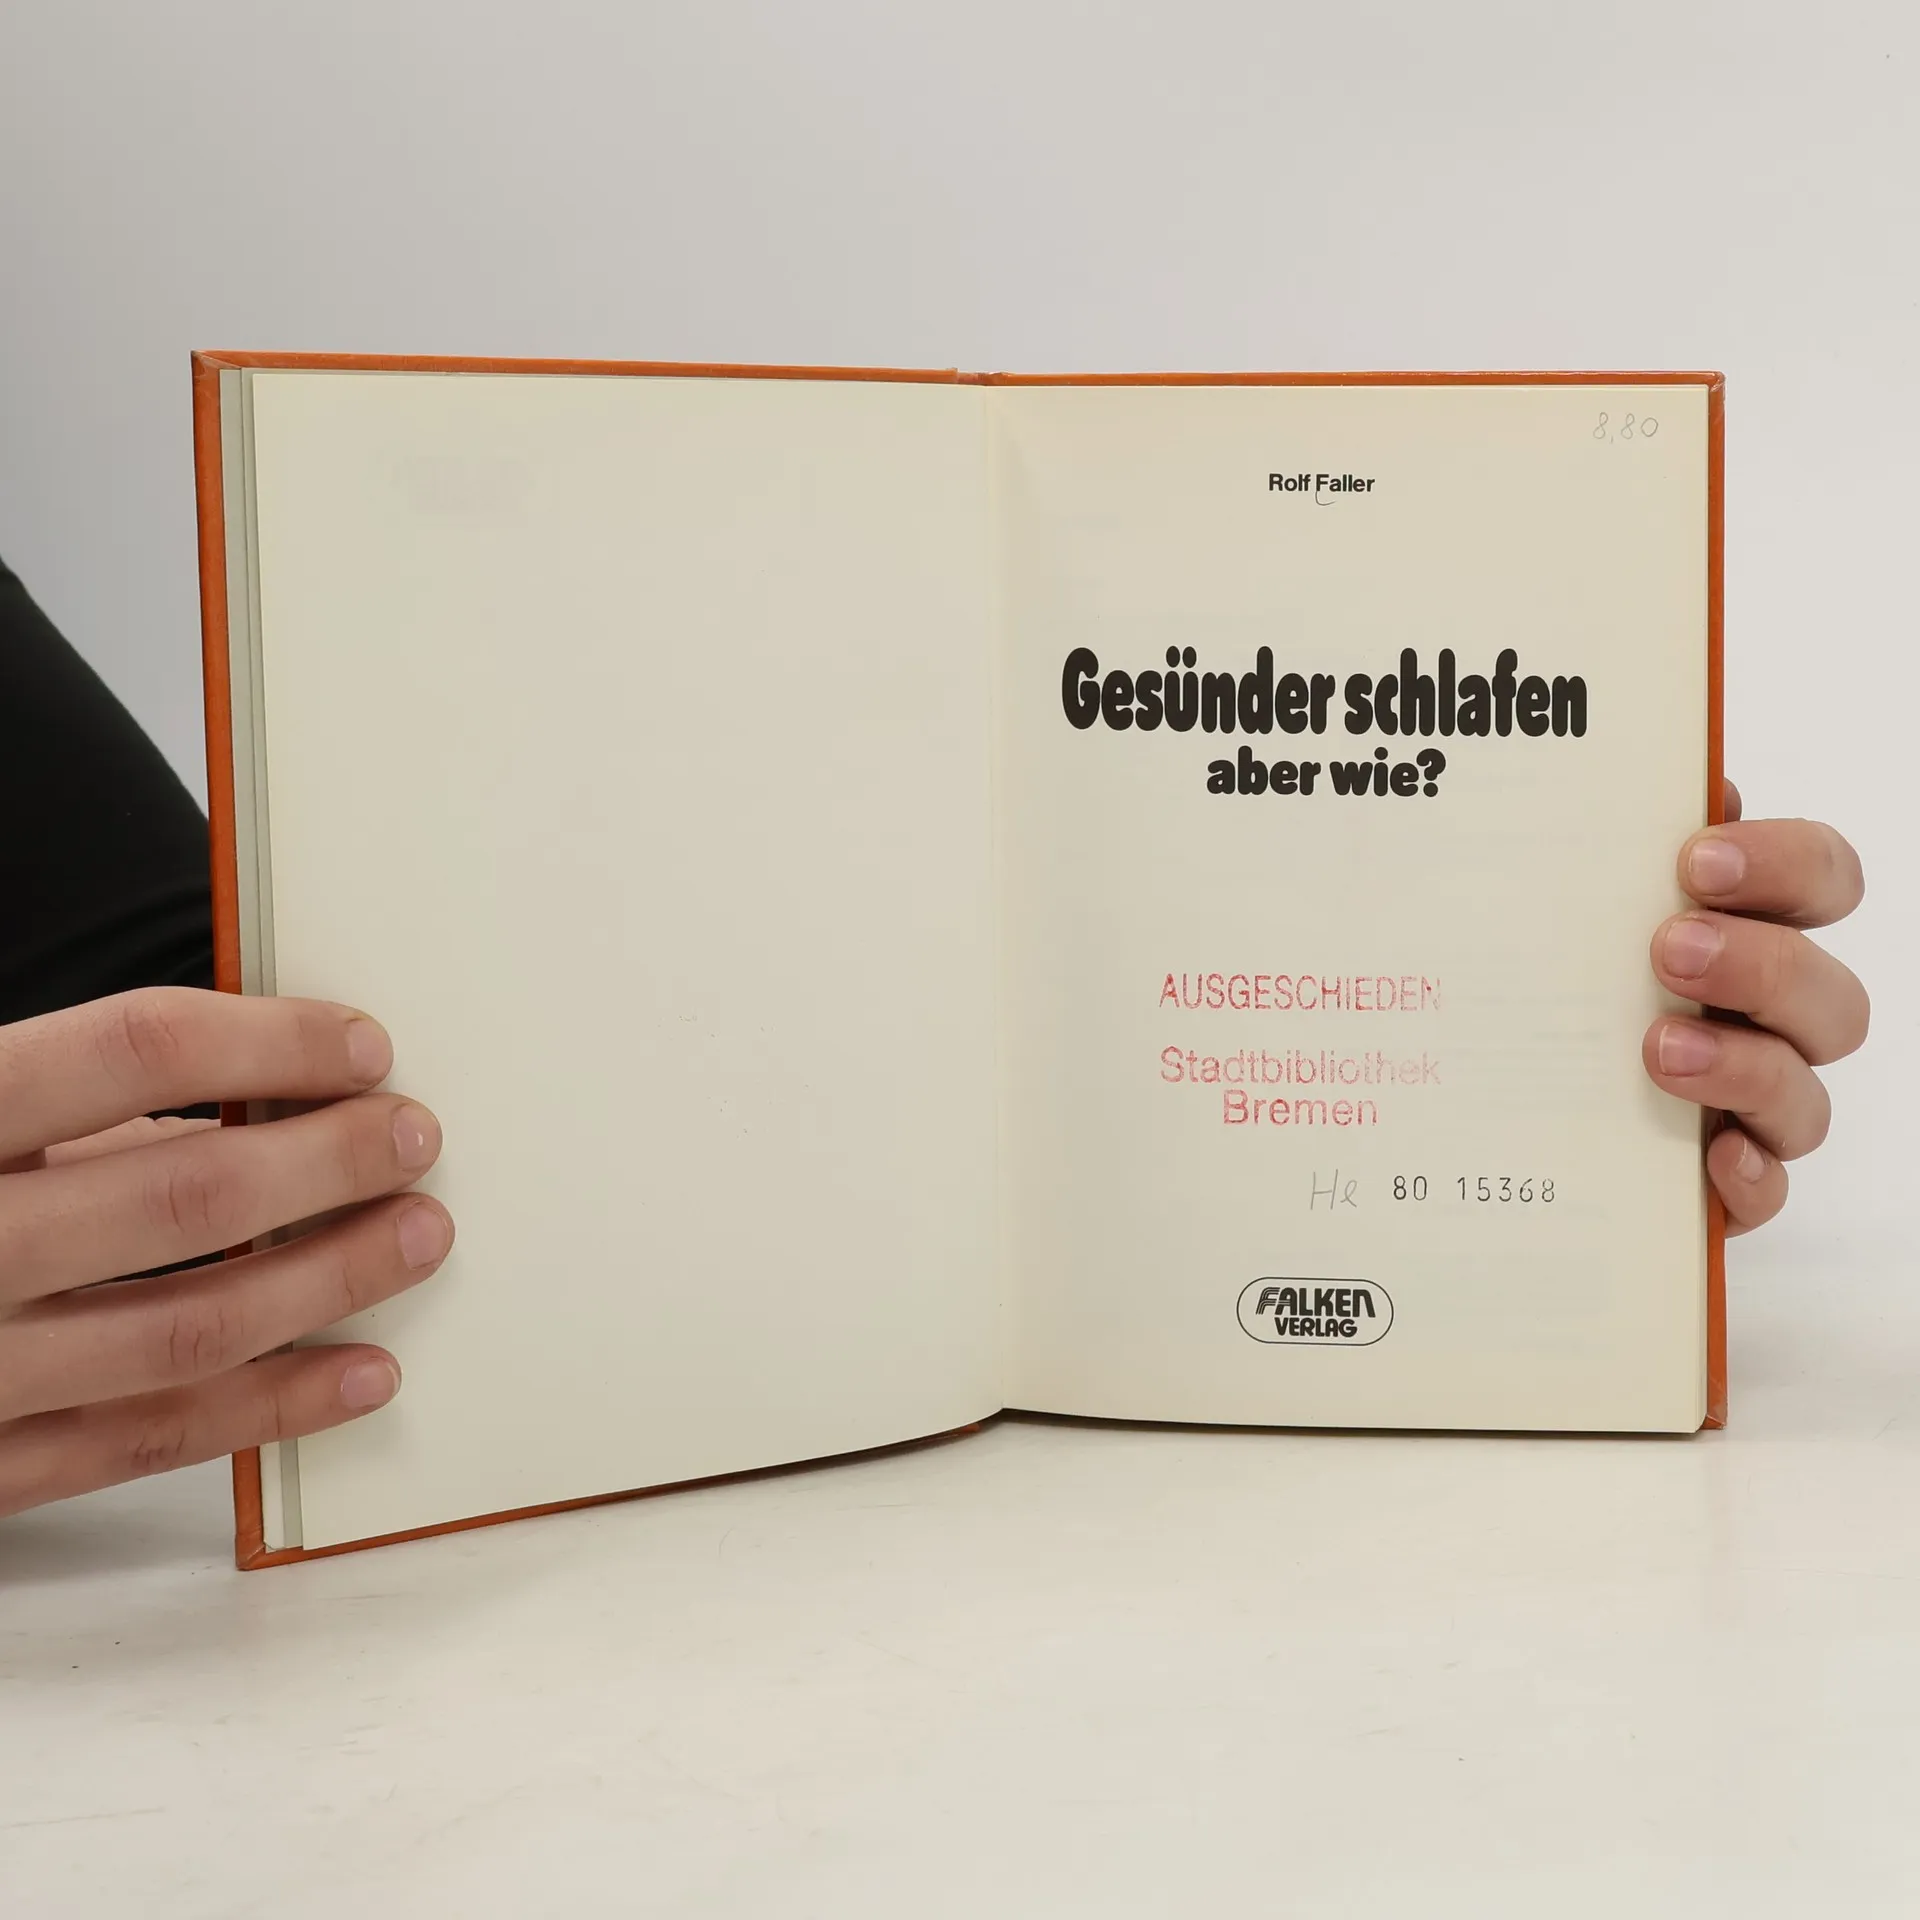 8,80
Rolf Faller
Gesünder schlafen
aber wie?
AUSGESCHIEDEN
Stadtbibliothek
Bremen
He 80 15368
FALKEN
VERLAG